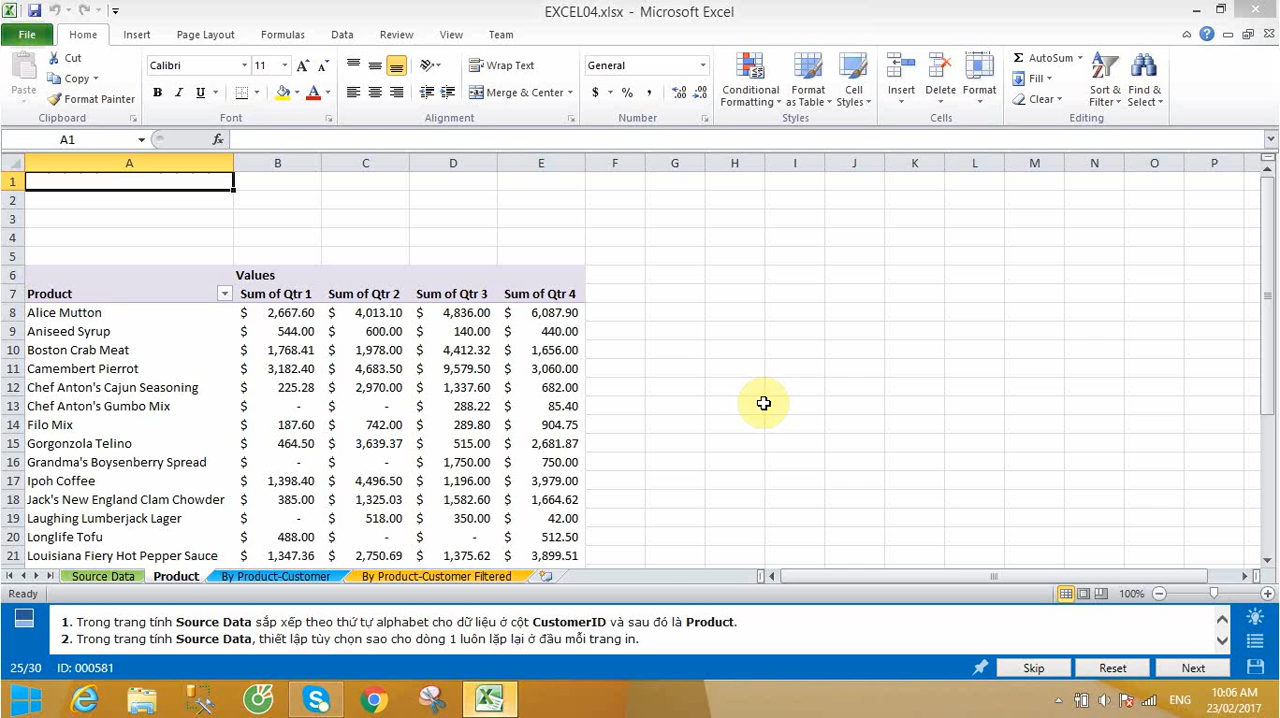 EXCEL04.xlsx - Microsoft Excel
File Home Insert Page Layout Formulas Data Review View Team
Paste Cut Copy Format Painter Clipboard
Calibri 11 B I U A Font
Wrap Text Merge & Center Alignment
General $ % , Number
Conditional Formatting Format as Table Cell Styles Styles
Insert Delete Format Cells
Σ AutoSum Fill Clear Sort & Filter Find & Select Editing
A1 fx
A B C D E F G H I J K L M N O P
1
2
3
4
5
6 Values
7 Product Sum of Qtr 1 Sum of Qtr 2 Sum of Qtr 3 Sum of Qtr 4
8 Alice Mutton $ 2,667.60 $ 4,013.10 $ 4,836.00 $ 6,087.90
9 Aniseed Syrup $ 544.00 $ 600.00 $ 140.00 $ 440.00
10 Boston Crab Meat $ 1,768.41 $ 1,978.00 $ 4,412.32 $ 1,656.00
11 Camembert Pierrot $ 3,182.40 $ 4,683.50 $ 9,579.50 $ 3,060.00
12 Chef Anton's Cajun Seasoning $ 225.28 $ 2,970.00 $ 1,337.60 $ 682.00
13 Chef Anton's Gumbo Mix $ - $ - $ 288.22 $ 85.40
14 Filo Mix $ 187.60 $ 742.00 $ 289.80 $ 904.75
15 Gorgonzola Telino $ 464.50 $ 3,639.37 $ 515.00 $ 2,681.87
16 Grandma's Boysenberry Spread $ - $ - $ 1,750.00 $ 750.00
17 Ipoh Coffee $ 1,398.40 $ 4,496.50 $ 1,196.00 $ 3,979.00
18 Jack's New England Clam Chowder $ 385.00 $ 1,325.03 $ 1,582.60 $ 1,664.62
19 Laughing Lumberjack Lager $ - $ 518.00 $ 350.00 $ 42.00
20 Longlife Tofu $ 488.00 $ - $ - $ 512.50
21 Louisiana Fiery Hot Pepper Sauce $ 1,347.36 $ 2,750.69 $ 1,375.62 $ 3,899.51
Source Data Product By Product-Customer By Product-Customer Filtered
Ready 100%
1. Trong trang tính Source Data sắp xếp theo thứ tự alphabet cho dữ liệu ở cột CustomerID và sau đó là Product.
2. Trong trang tính Source Data, thiết lập tùy chọn sao cho dòng 1 luôn lặp lại ở đầu mỗi trang in.
25/30 ID: 000581 Skip Reset Next
ENG 10:06 AM
23/02/2017